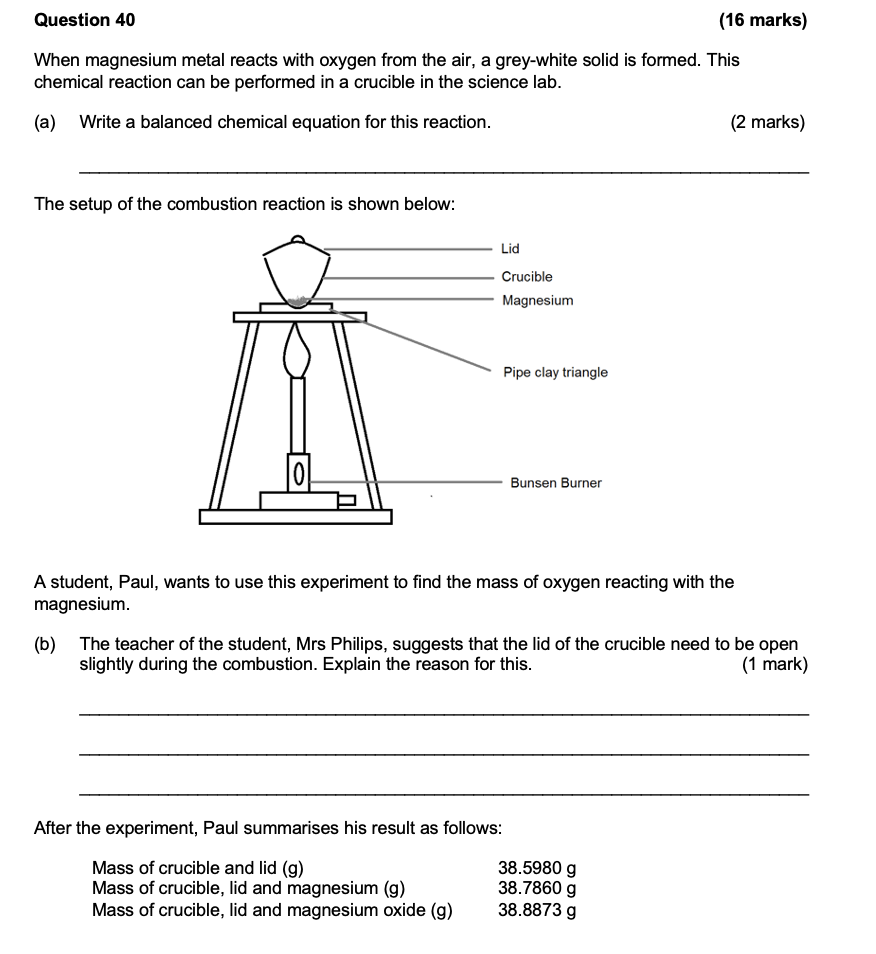 Question 40 (16 marks)
When magnesium metal reacts with oxygen from the air, a grey-white solid is formed. This
chemical reaction can be performed in a crucible in the science lab.
(a) Write a balanced chemical equation for this reaction. (2 marks)
The setup of the combustion reaction is shown below:
Lid
Crucible
Magnesium
Pipe clay triangle
Bunsen Burner
A student, Paul, wants to use this experiment to find the mass of oxygen reacting with the
magnesium.
(b) The teacher of the student, Mrs Philips, suggests that the lid of the crucible need to be open
slightly during the combustion. Explain the reason for this. (1 mark)
After the experiment, Paul summarises his result as follows:
Mass of crucible and lid (g) 38.5980 g
Mass of crucible, lid and magnesium (g) 38.7860 g
Mass of crucible, lid and magnesium oxide (g) 38.8873 g